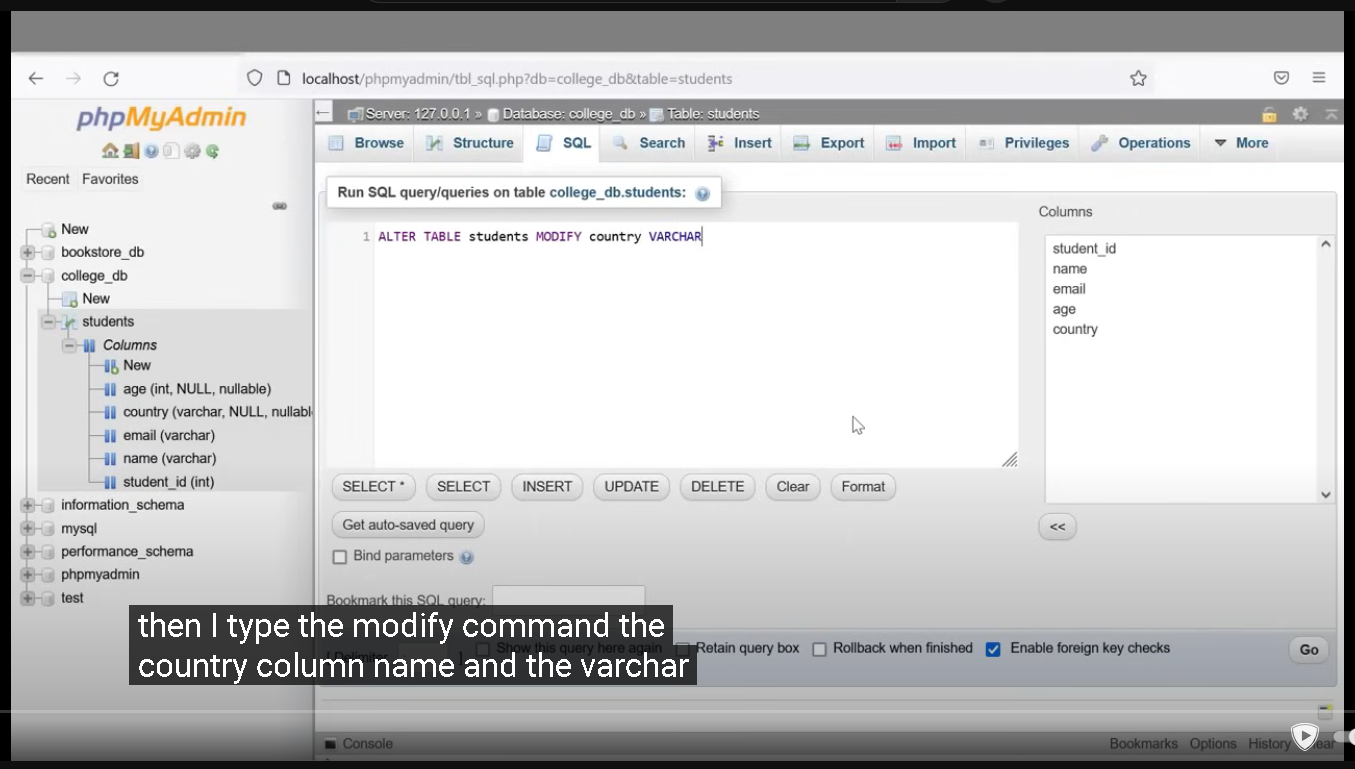 localhost/phpmyadmin/tbl_sql.php?db=college_db&table=students
phpMyAdmin
Recent Favorites
New
bookstore_db
college_db
New
students
Columns
New
age (int, NULL, nullable)
country (varchar, NULL, nullabl
email (varchar)
name (varchar)
student_id (int)
information_schema
mysql
performance_schema
phpmyadmin
test
Server: 127.0.0.1 » Database: college_db » Table: students
Browse Structure SQL Search Insert Export Import Privileges Operations More
Run SQL query/queries on table college_db.students:
1 ALTER TABLE students MODIFY country VARCHAR
Columns
student_id
name
email
age
country
SELECT * SELECT INSERT UPDATE DELETE Clear Format
<<
Get auto-saved query
Bind parameters
Bookmark this SQL query:
[ Delimiter ] Show this query here again Retain query box Rollback when finished Enable foreign key checks Go
then I type the modify command the
country column name and the varchar
Console Bookmarks Options History